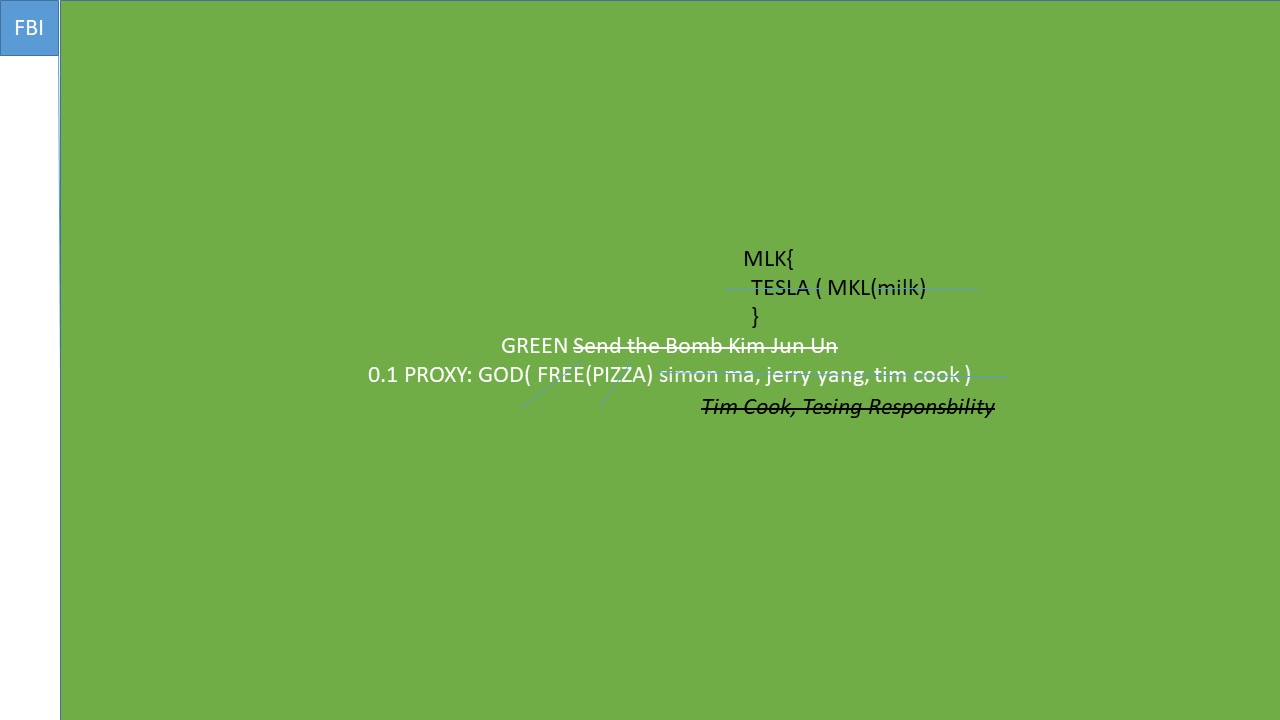 FBI
MLK{
TESLA ( MKL(milk)
}
GREEN Send the Bomb Kim Jun Un
0.1 PROXY: GOD( FREE(PIZZA) simon ma, jerry yang, tim cook )
Tim Cook, Tesing Responsbility